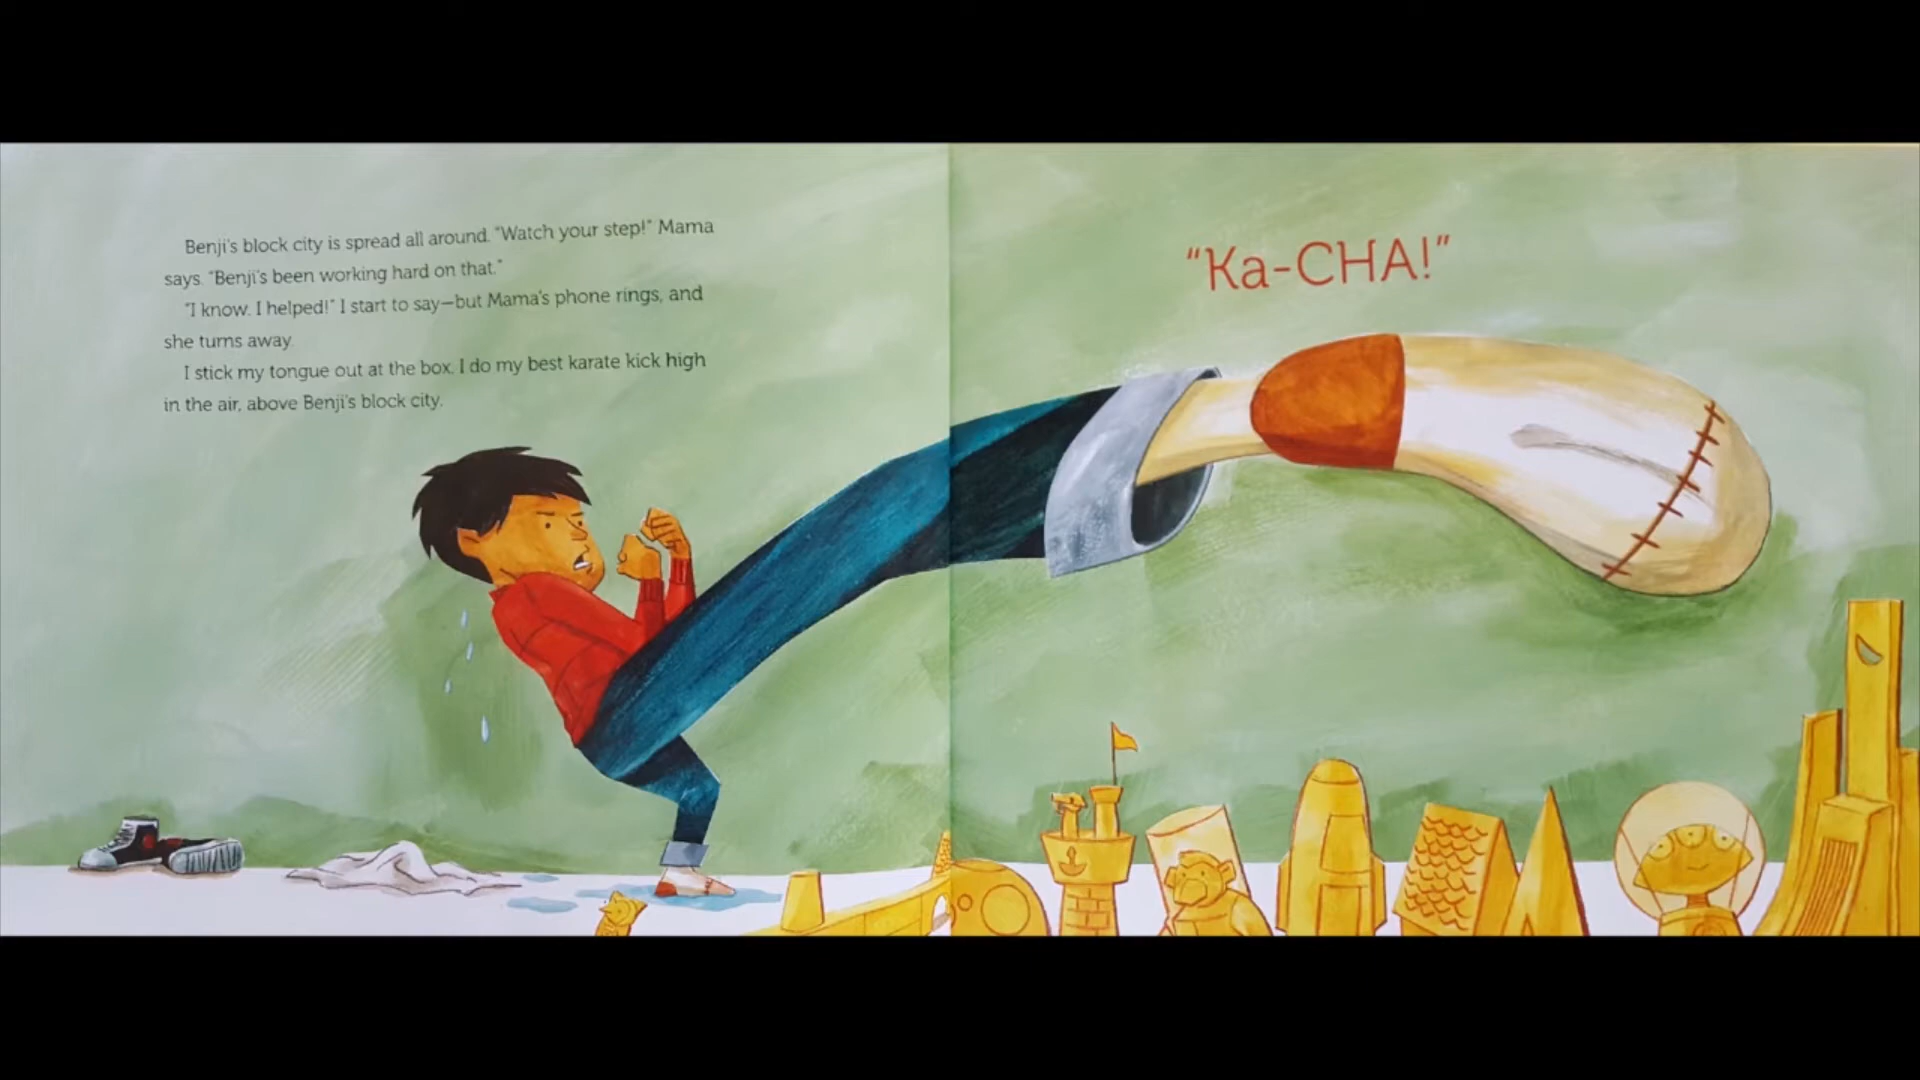 Benji's block city is spread all around. "Watch your step!" Mama
says. "Benji's been working hard on that."
"I know. I helped!" I start to say—but Mama's phone rings, and
she turns away.
I stick my tongue out at the box. I do my best karate kick high
in the air, above Benji's block city.
"Ka-CHA!"